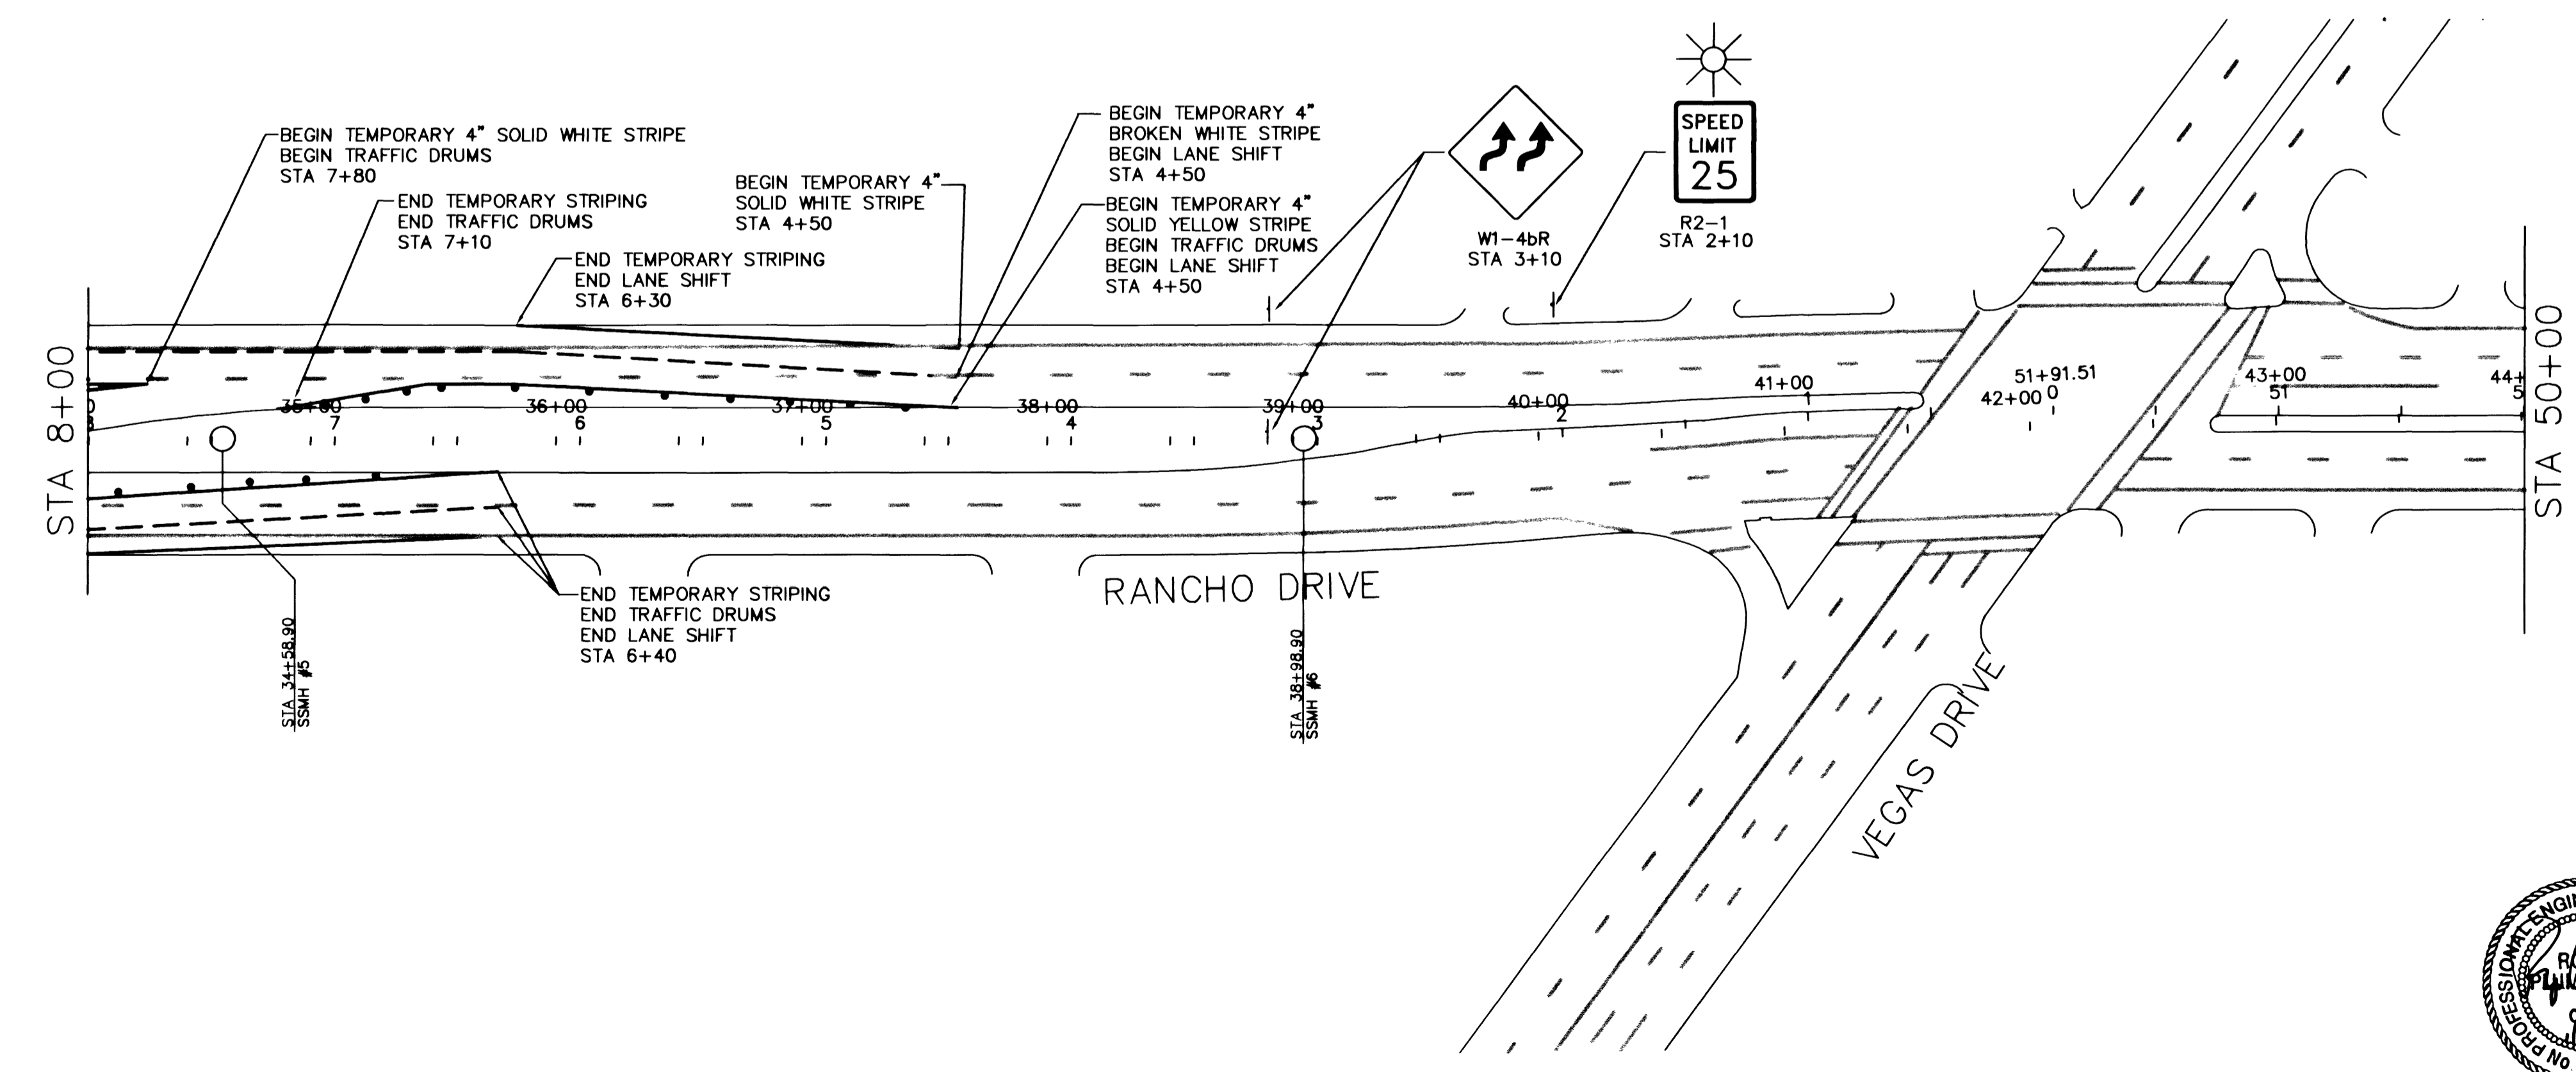 BEGIN TEMPORARY 4" SOLID WHITE STRIPE
BEGIN TRAFFIC DRUMS
STA 7+80
END TEMPORARY STRIPING
END TRAFFIC DRUMS
STA 7+10
BEGIN TEMPORARY 4"
SOLID WHITE STRIPE
STA 4+50
END TEMPORARY STRIPING
END LANE SHIFT
STA 6+30
BEGIN TEMPORARY 4"
BROKEN WHITE STRIPE
BEGIN LANE SHIFT
STA 4+50
BEGIN TEMPORARY 4"
SOLID YELLOW STRIPE
BEGIN TRAFFIC DRUMS
BEGIN LANE SHIFT
STA 4+50
W1-4bR
STA 3+10
SPEED
LIMIT
25
R2-1
STA 2+10
STA 8+00
35+00
36+00
37+00
38+00
39+00
40+00
41+00
42+00
43+00
44+
51+91.51
0
51
5
8
7
6
5
4
3
2
STA 50+00
END TEMPORARY STRIPING
END TRAFFIC DRUMS
END LANE SHIFT
STA 6+40
RANCHO DRIVE
STA 34+58.90
SSMH #5
STA 38+98.90
SSMH #6
VEGAS DRIVE
PROFESSIONAL